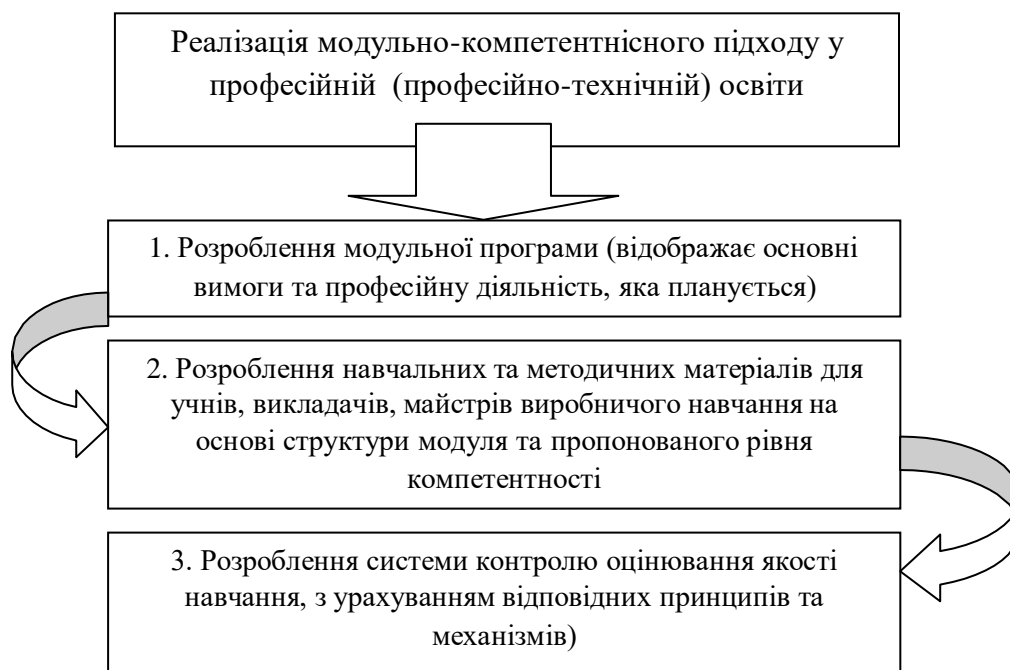 Реалізація модульно-компетентнісного підходу у
професійній (професійно-технічній) освіти
1. Розроблення модульної програми (відображає основні
вимоги та професійну діяльність, яка планується)
2. Розроблення навчальних та методичних матеріалів для
учнів, викладачів, майстрів виробничого навчання на
основі структури модуля та пропонованого рівня
компетентності
3. Розроблення системи контролю оцінювання якості
навчання, з урахуванням відповідних принципів та
механізмів)